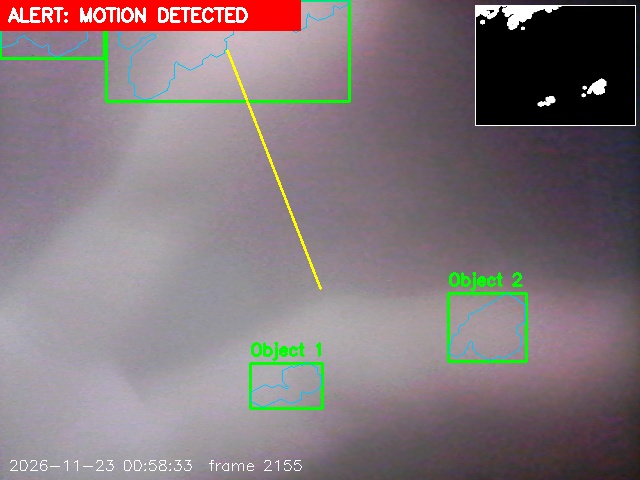 ALERT: MOTION DETECTED
Object 2
Object 1
2026-11-23 00:58:33 frame 2155